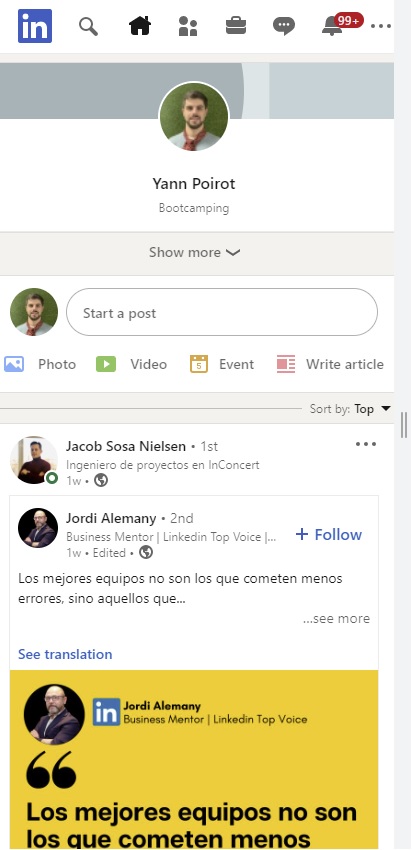 in
99+
Yann Poirot
Bootcamping
Show more
Start a post
Photo Video 5 Event Write article
Sort by: Top
Jacob Sosa Nielsen • 1st
Ingeniero de proyectos en InConcert
1w •
Jordi Alemany • 2nd
Business Mentor | Linkedin Top Voice |...
+ Follow
1w • Edited •
Los mejores equipos no son los que cometen menos
errores, sino aquellos que...
...see more
See translation
in Jordi Alemany
Business Mentor | Linkedin Top Voice
“
Los mejores equipos no son
los que cometen menos